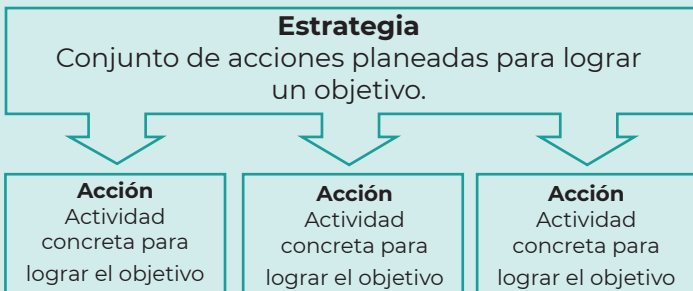 Estrategia
Conjunto de acciones planeadas para lograr
un objetivo.
Acción
Actividad
concreta para
lograr el objetivo
Acción
Actividad
concreta para
lograr el objetivo
Acción
Actividad
concreta para
lograr el objetivo